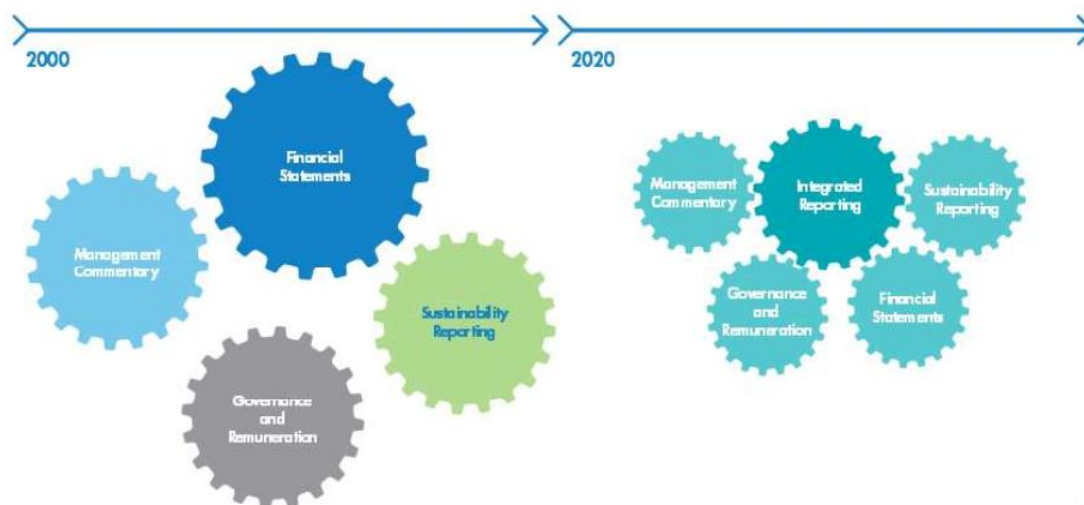 2000
2020
Financial
Statements
Management
Commentary
Sustainability
Reporting
Governance
and
Remuneration
Management
Commentary
Integrated
Reporting
Sustainability
Reporting
Governance
and
Remuneration
Financial
Statements